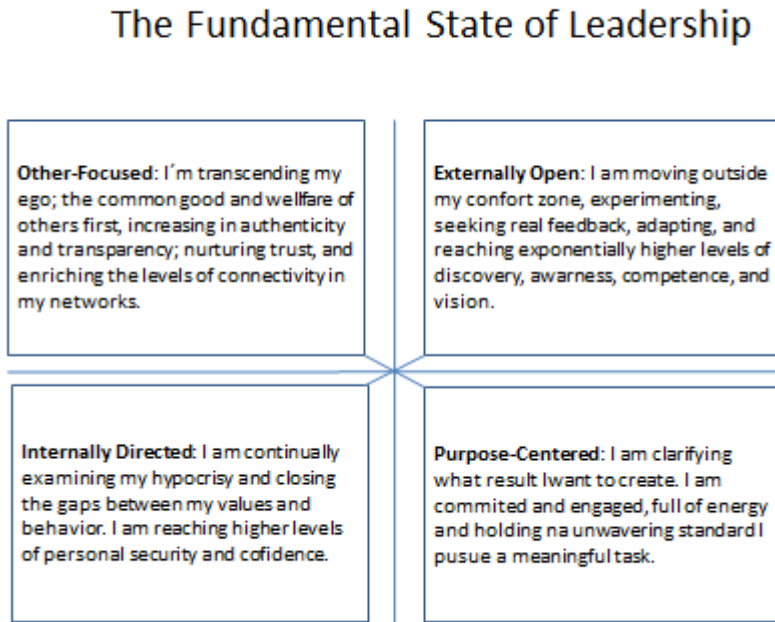 The Fundamental State of Leadership
Other-Focused: I´m transcending my
ego; the common good and wellfare of
others first, increasing in authenticity
and transparency; nurturing trust, and
enriching the levels of connectivity in
my networks.
Externally Open: I am moving outside
my confort zone, experimenting,
seeking real feedback, adapting, and
reaching exponentially higher levels of
discovery, awarness, competence, and
vision.
Internally Directed: I am continually
examining my hypocrisy and closing
the gaps between my values and
behavior. I am reaching higher levels
of personal security and cofidence.
Purpose-Centered: I am clarifying
what result Iwant to create. I am
commited and engaged, full of energy
and holding na unwavering standard I
pusue a meaningful task.